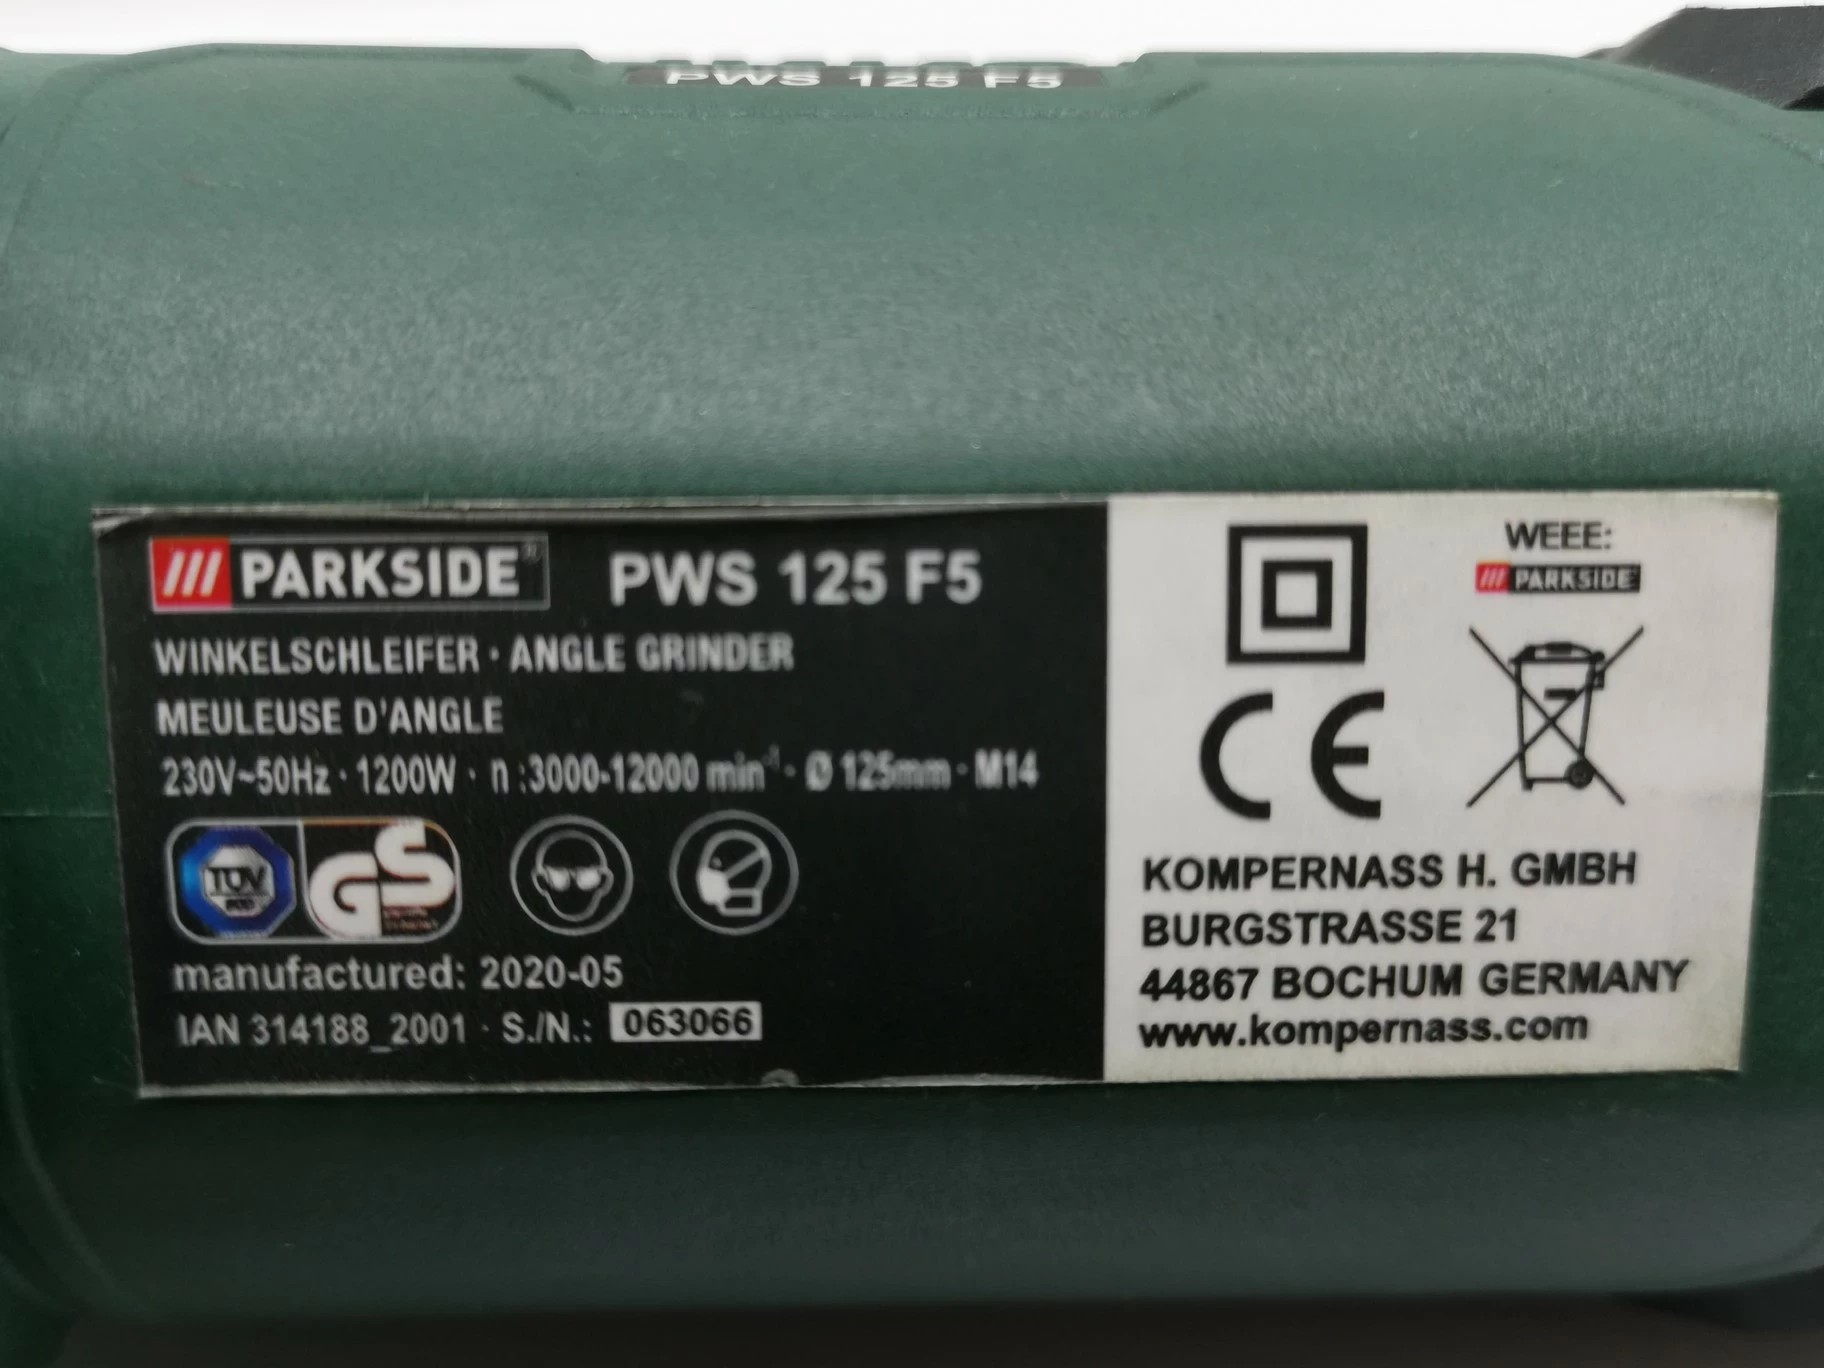 PWS 125 F5
/// PARKSIDE® PWS 125 F5
WINKELSCHLEIFER · ANGLE GRINDER
MEULEUSE D'ANGLE
230V~50Hz · 1200W · n :3000-12000 min⁻¹ · Ø 125mm · M14
TÜV
GS
manufactured: 2020-05
IAN 314188_2001 · S./N.: 063066
WEEE:
/// PARKSIDE
CE
KOMPERNASS H. GMBH
BURGSTRASSE 21
44867 BOCHUM GERMANY
www.kompernass.com